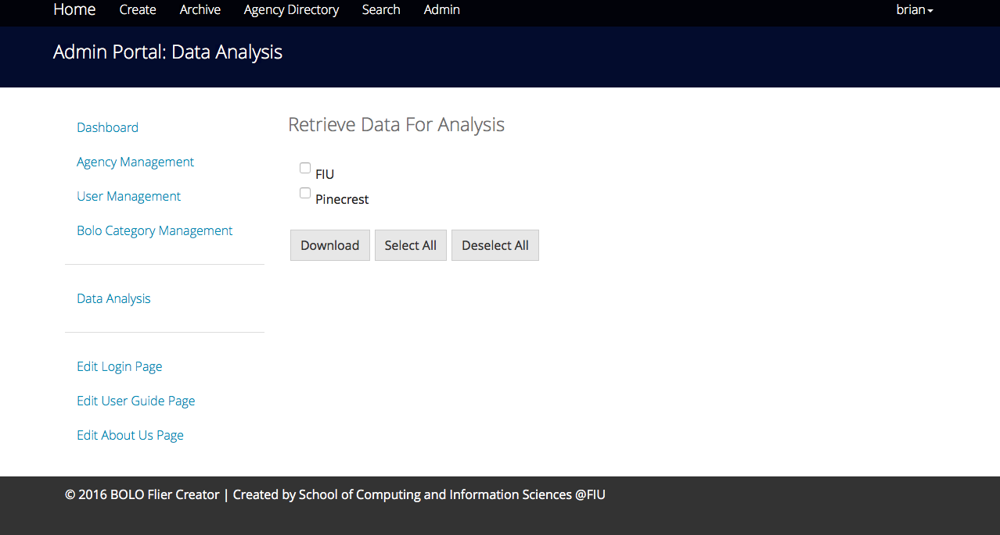 Home Create Archive Agency Directory Search Admin brian
Admin Portal: Data Analysis
Dashboard
Agency Management
User Management
Bolo Category Management
Data Analysis
Edit Login Page
Edit User Guide Page
Edit About Us Page
Retrieve Data For Analysis
FIU
Pinecrest
Download Select All Deselect All
© 2016 BOLO Flier Creator | Created by School of Computing and Information Sciences @FIU